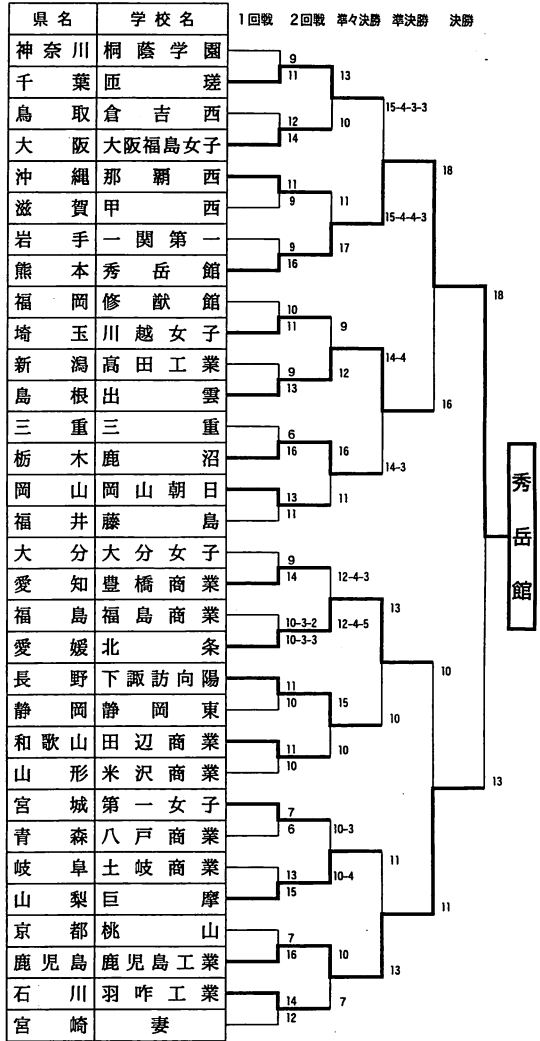 県名 学校名 1回戦 2回戦 準々決勝 準決勝 決勝
神奈川 桐蔭学園
9
千葉 匝瑳
11
13
鳥取 倉吉西
12
10
15-4-3-3
大阪 大阪福島女子
14
18
沖縄 那覇西
11
11
15-4-4-3
滋賀 甲西
9
岩手 一関第一
9
17
熊本 秀岳館
16
18
福岡 修猷館
10
埼玉 川越女子
11
9
新潟 高田工業
9
12
14-4
島根 出雲
13
16
三重 三重
6
栃木 鹿沼
16
16
14-3
岡山 岡山朝日
13
11
福井 藤島
11
秀岳館
大分 大分女子
9
愛知 豊橋商業
14
12-4-3
福島 福島商業
10-3-2
12-4-5
13
愛媛 北条
10-3-3
10
長野 下諏訪向陽
11
静岡 静岡東
10
15
10
和歌山 田辺商業
11
10
山形 米沢商業
10
13
宮城 第一女子
7
青森 八戸商業
6
10-3
岐阜 土岐商業
13
10-4
11
山梨 巨摩
15
11
京都 桃山
7
鹿児島 鹿児島工業
16
10
13
石川 羽咋工業
14
7
宮崎 妻
12